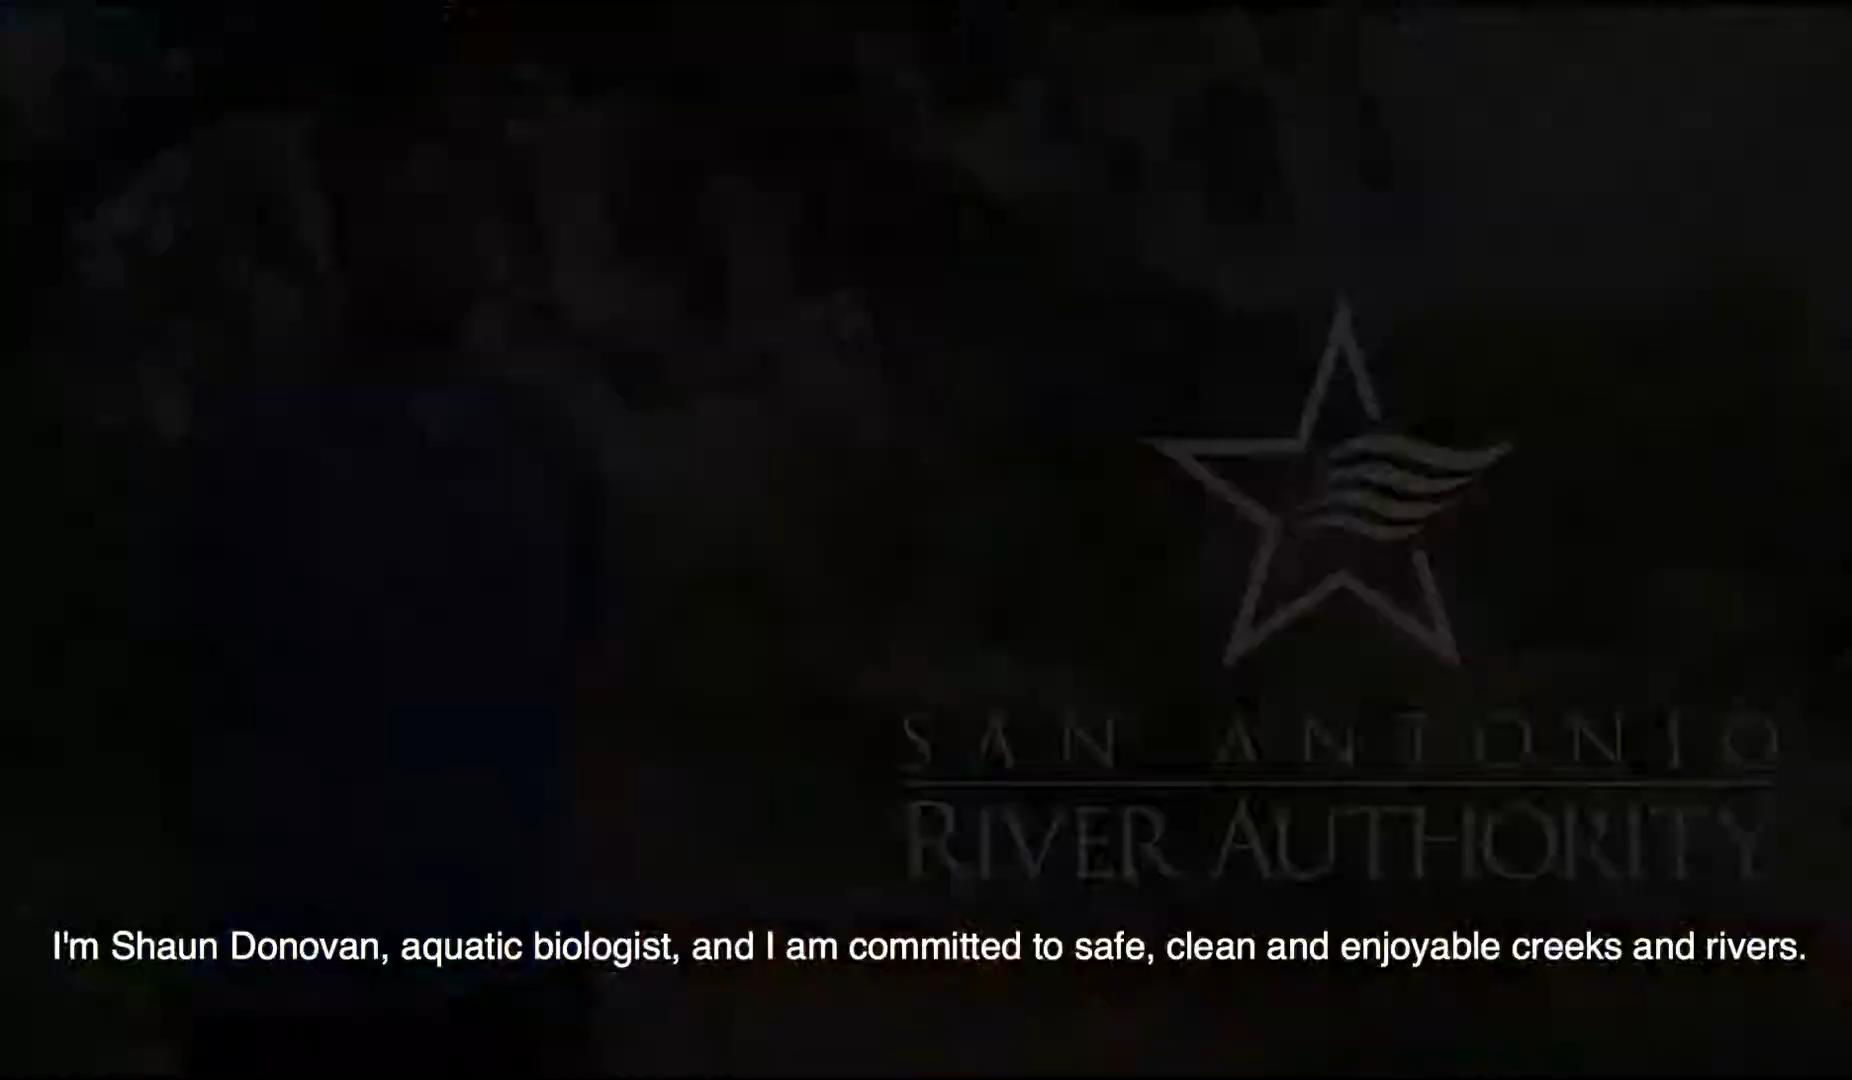 SAN ANTONIO
RIVER AUTHORITY
I'm Shaun Donovan, aquatic biologist, and I am committed to safe, clean and enjoyable creeks and rivers.